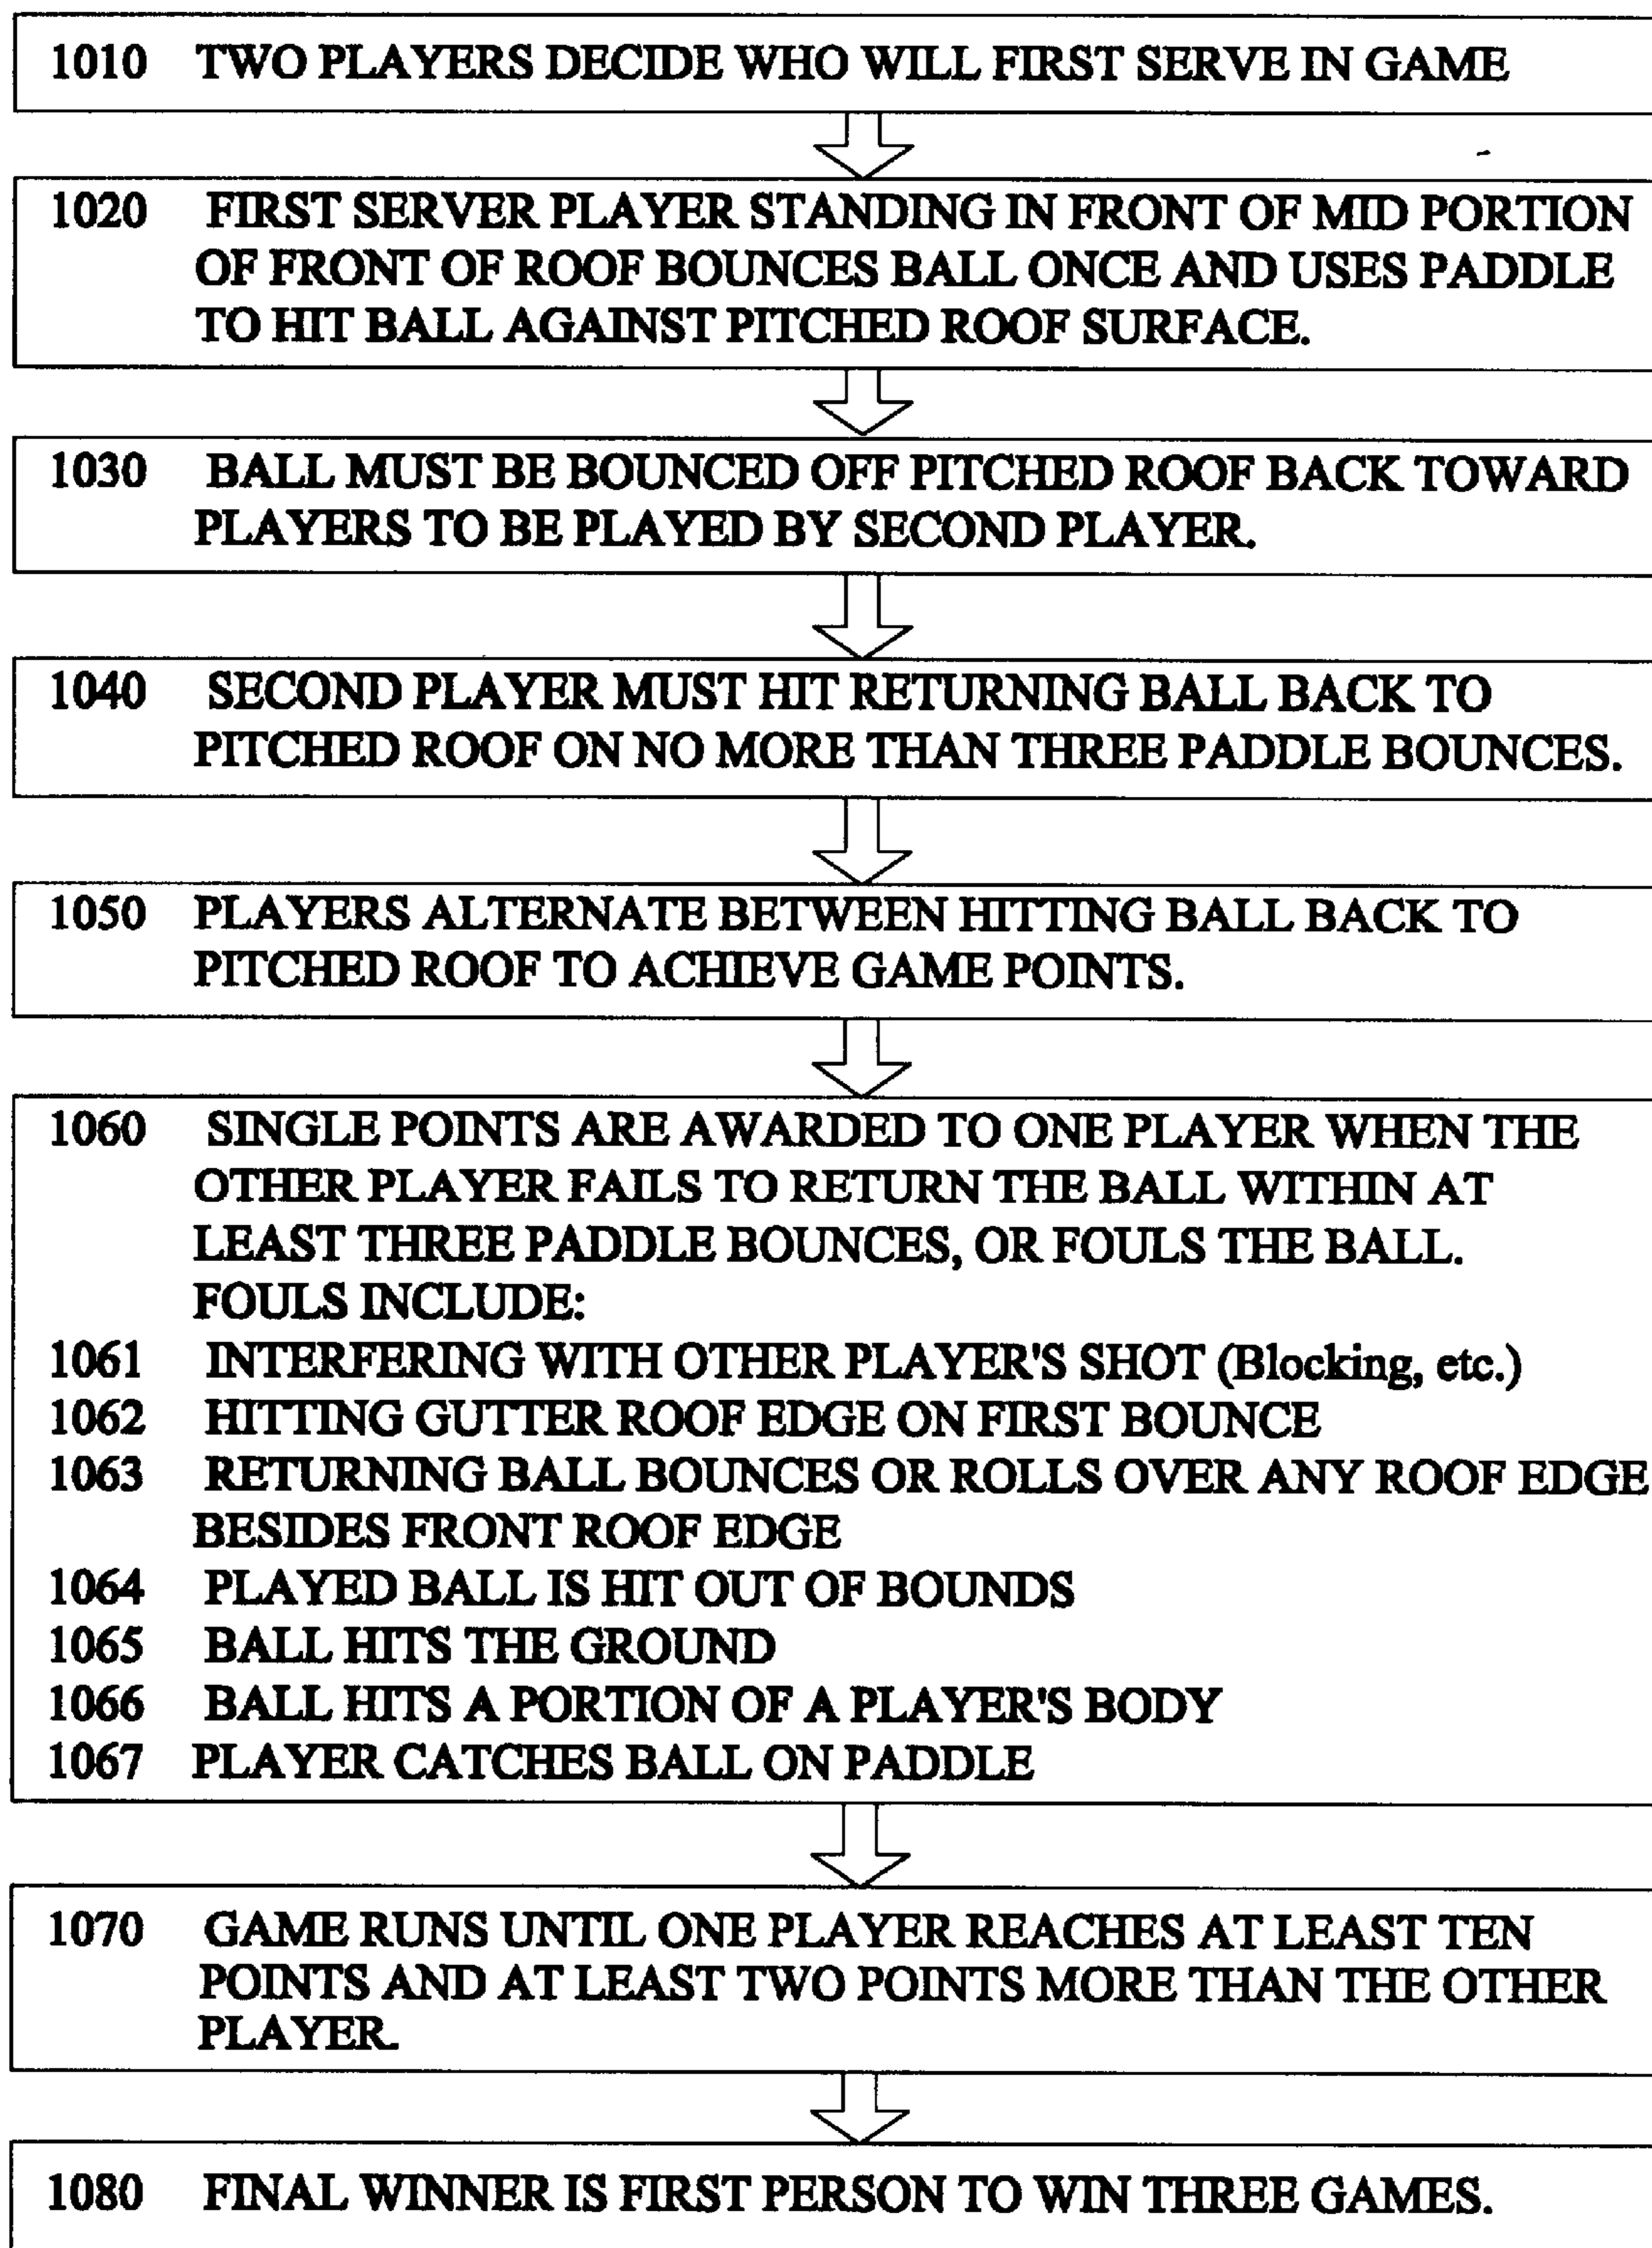 1010 TWO PLAYERS DECIDE WHO WILL FIRST SERVE IN GAME
1020 FIRST SERVER PLAYER STANDING IN FRONT OF MID PORTION
OF FRONT OF ROOF BOUNCES BALL ONCE AND USES PADDLE
TO HIT BALL AGAINST PITCHED ROOF SURFACE.
1030 BALL MUST BE BOUNCED OFF PITCHED ROOF BACK TOWARD
PLAYERS TO BE PLAYED BY SECOND PLAYER.
1040 SECOND PLAYER MUST HIT RETURNING BALL BACK TO
PITCHED ROOF ON NO MORE THAN THREE PADDLE BOUNCES.
1050 PLAYERS ALTERNATE BETWEEN HITTING BALL BACK TO
PITCHED ROOF TO ACHIEVE GAME POINTS.
1060 SINGLE POINTS ARE AWARDED TO ONE PLAYER WHEN THE
OTHER PLAYER FAILS TO RETURN THE BALL WITHIN AT
LEAST THREE PADDLE BOUNCES, OR FOULS THE BALL.
FOULS INCLUDE:
1061 INTERFERING WITH OTHER PLAYER'S SHOT (Blocking, etc.)
1062 HITTING GUTTER ROOF EDGE ON FIRST BOUNCE
1063 RETURNING BALL BOUNCES OR ROLLS OVER ANY ROOF EDGE
BESIDES FRONT ROOF EDGE
1064 PLAYED BALL IS HIT OUT OF BOUNDS
1065 BALL HITS THE GROUND
1066 BALL HITS A PORTION OF A PLAYER'S BODY
1067 PLAYER CATCHES BALL ON PADDLE
1070 GAME RUNS UNTIL ONE PLAYER REACHES AT LEAST TEN
POINTS AND AT LEAST TWO POINTS MORE THAN THE OTHER
PLAYER.
1080 FINAL WINNER IS FIRST PERSON TO WIN THREE GAMES.